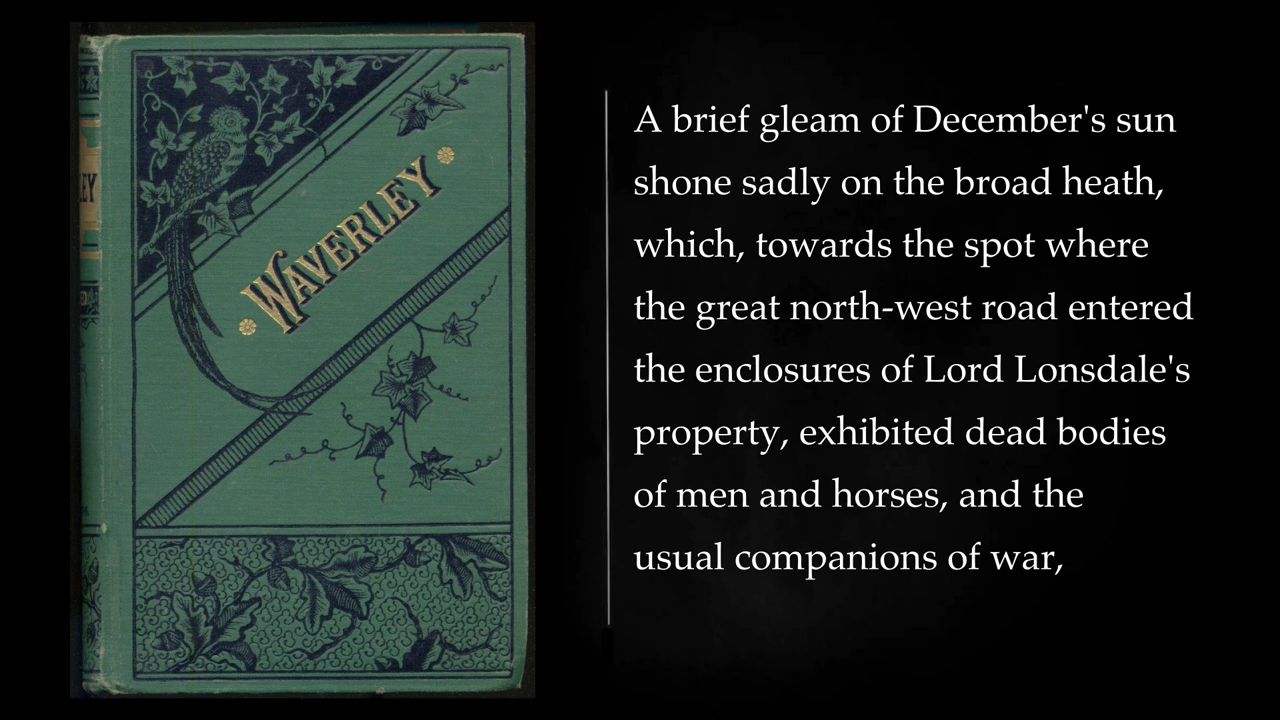 WAVERLEY
EY
A brief gleam of December's sun
shone sadly on the broad heath,
which, towards the spot where
the great north-west road entered
the enclosures of Lord Lonsdale's
property, exhibited dead bodies
of men and horses, and the
usual companions of war,